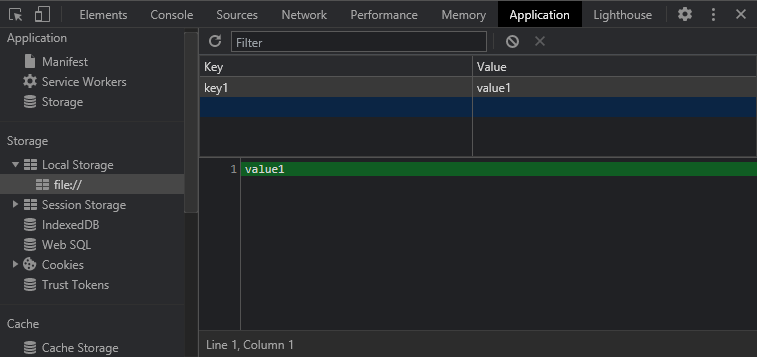 Elements Console Sources Network Performance Memory Application Lighthouse
Application
Manifest
Service Workers
Storage
Storage
Local Storage
file://
Session Storage
IndexedDB
Web SQL
Cookies
Trust Tokens
Cache
Cache Storage
Filter
Key Value
key1 value1
1 value1
Line 1, Column 1